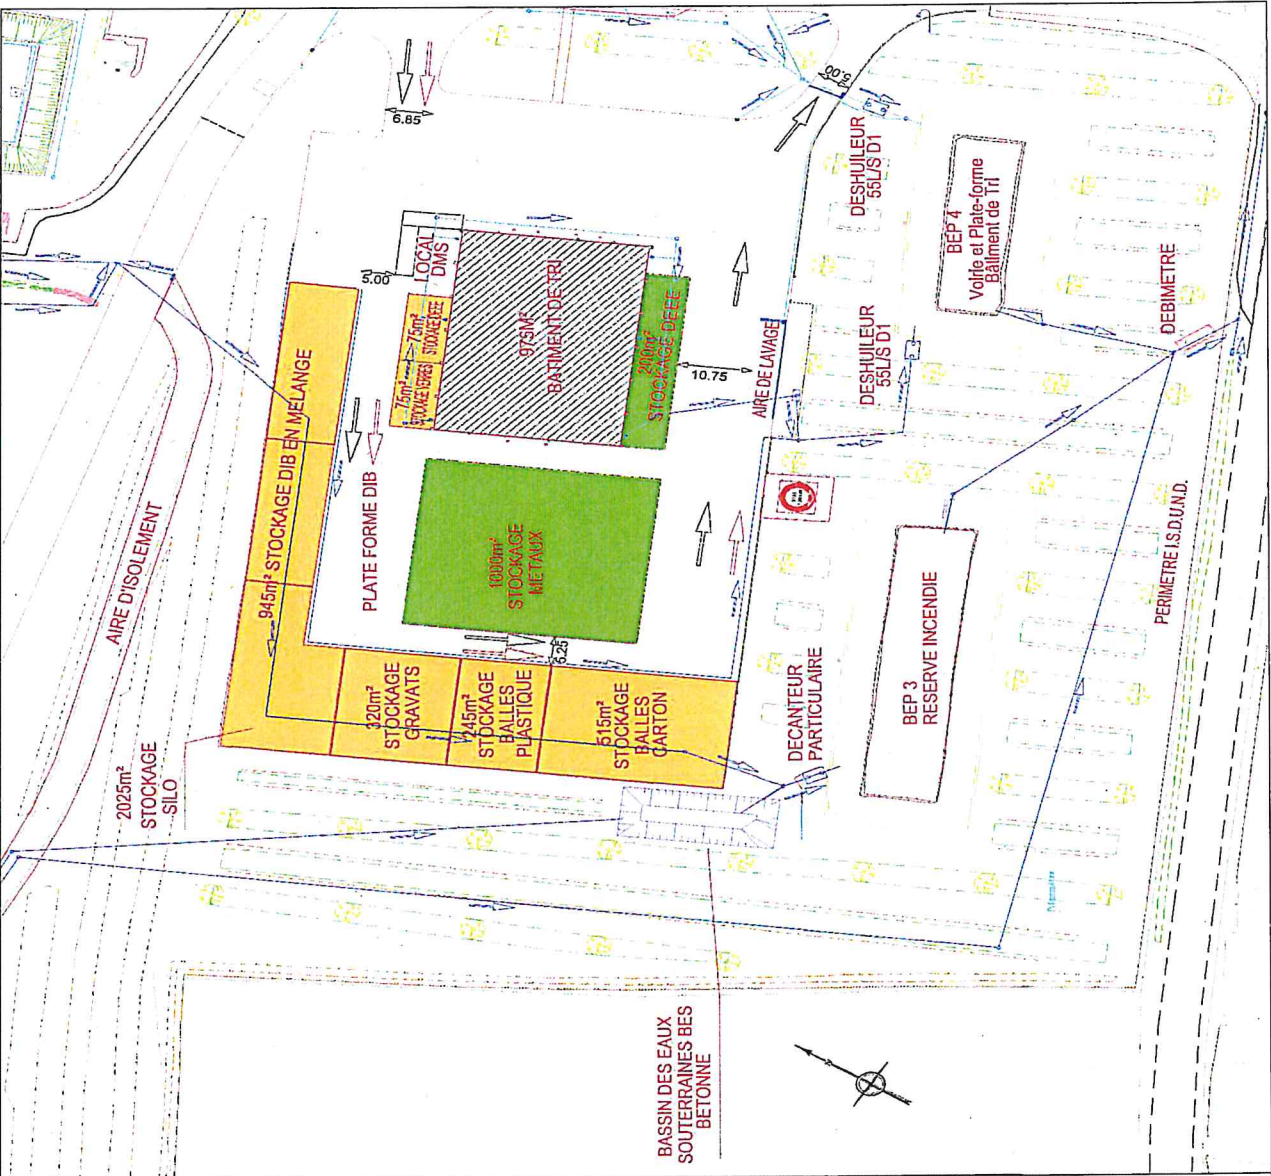 6.85
5.00
DESHUILEUR
55L/S D1
BEP 4
Voirie et Plate-forme
Bâtiment de Tri
DEBIMETRE
LOCAL
DMS
5.00
75m²
STOCKAGE DEEE
75m²
STOCKAGE VERRES
975M²
BATIMENT DE TRI
200m²
STOCKAGE DEEE
10.75
AIRE DE LAVAGE
DESHUILEUR
55L/S D1
945m² STOCKAGE DIB EN MELANGE
AIRE D'ISOLEMENT
PLATE FORME DIB
1000m²
STOCKAGE
METAUX
5.25
320m²
STOCKAGE
GRAVATS
245m²
STOCKAGE
BALLES
PLASTIQUE
515m²
STOCKAGE
BALLES
CARTON
2025m²
STOCKAGE
SILO
DECANTEUR
PARTICULAIRE
BEP 3
RESERVE INCENDE
PERIMETRE I.S.D.U.N.D.
BASSIN DES EAUX
SOUTERRAINES BES
BETONNE